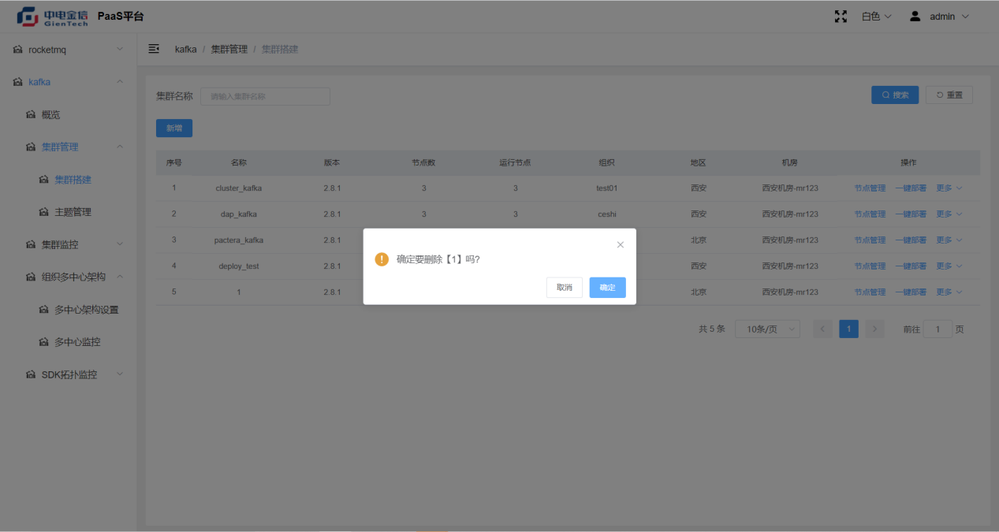 中电金信
GienTech
PaaS平台
白色
admin
rocketmq
kafka
概览
集群管理
集群搭建
主题管理
集群监控
组织多中心架构
多中心架构设置
多中心监控
SDK拓扑监控
kafka / 集群管理 / 集群搭建
集群名称 请输入集群名称 搜索 重置
新增
序号 名称 版本 节点数 运行节点 组织 地区 机房 操作
1 cluster_kafka 2.8.1 3 3 test01 西安 西安机房-mr123 节点管理 一键部署 更多
2 dap_kafka 2.8.1 3 3 ceshi 西安 西安机房-mr123 节点管理 一键部署 更多
3 pactera_kafka 2.8.1 北京 西安机房-mr123 节点管理 一键部署 更多
4 deploy_test 2.8.1 西安 西安机房-mr123 节点管理 一键部署 更多
5 1 2.8.1 北京 西安机房-mr123 节点管理 一键部署 更多
确定要删除【1】吗?
取消 确定
共 5 条 10条/页 1 前往 1 页